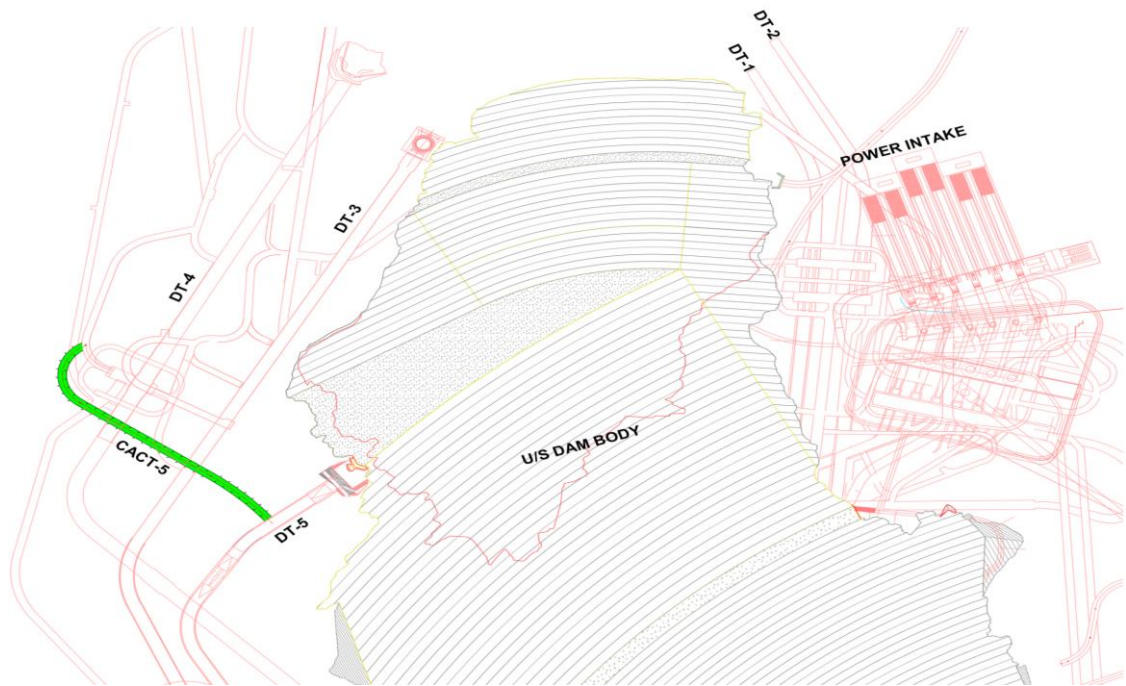 DT-2
DT-1
POWER INTAKE
DT-3
DT-4
U/S DAM BODY
CACT-5
DT-5